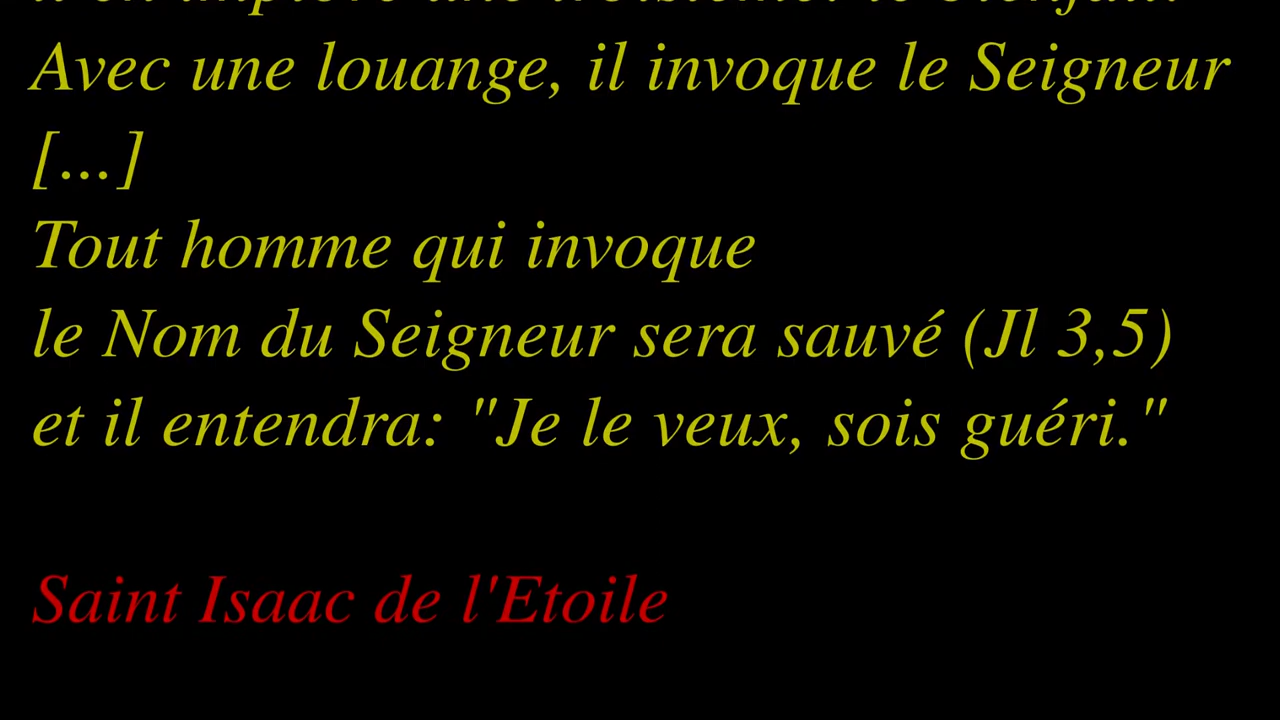 Avec une louange, il invoque le Seigneur
[...]
Tout homme qui invoque
le Nom du Seigneur sera sauvé (Jl 3,5)
et il entendra: "Je le veux, sois guéri."
Saint Isaac de l'Etoile